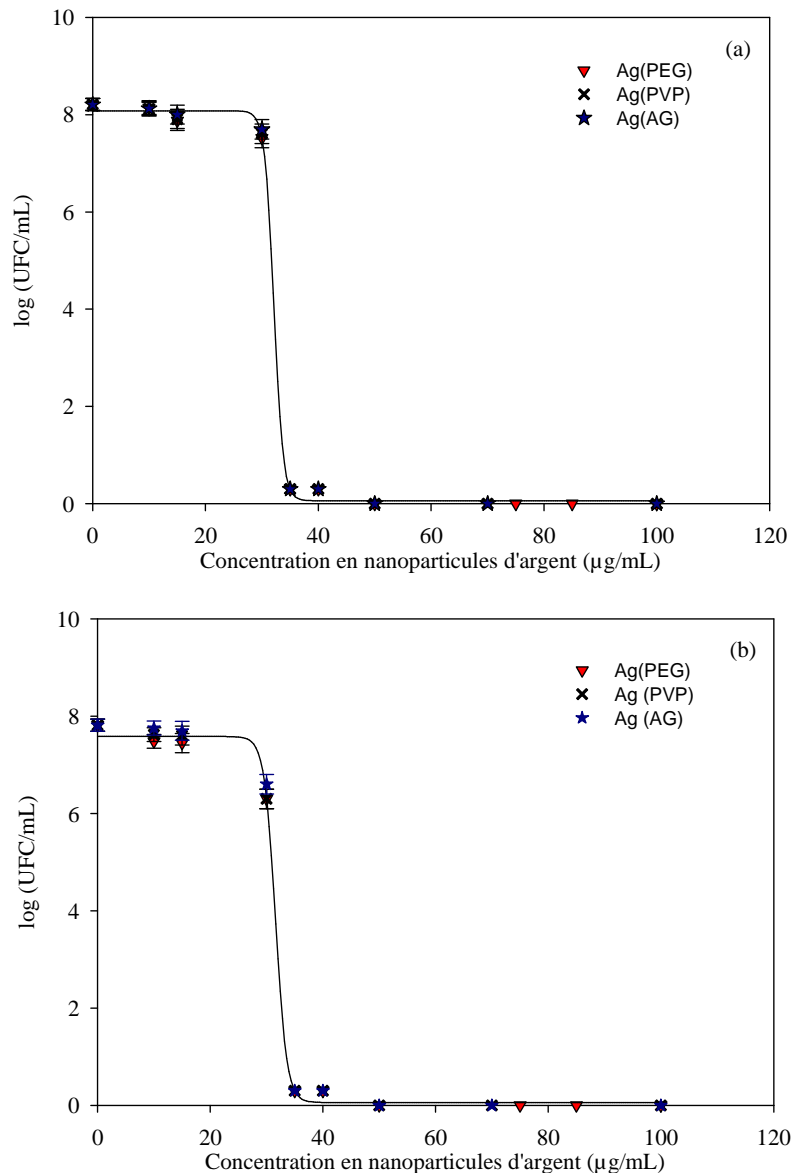 (a)
Ag(PEG)
Ag(PVP)
Ag(AG)
10
8
6
4
2
0
log (UFC/mL)
0 20 40 60 80 100 120
Concentration en nanoparticules d'argent (µg/mL)
(b)
Ag(PEG)
Ag (PVP)
Ag (AG)
10
8
6
4
2
0
log (UFC/mL)
0 20 40 60 80 100 120
Concentration en nanoparticules d'argent (µg/mL)